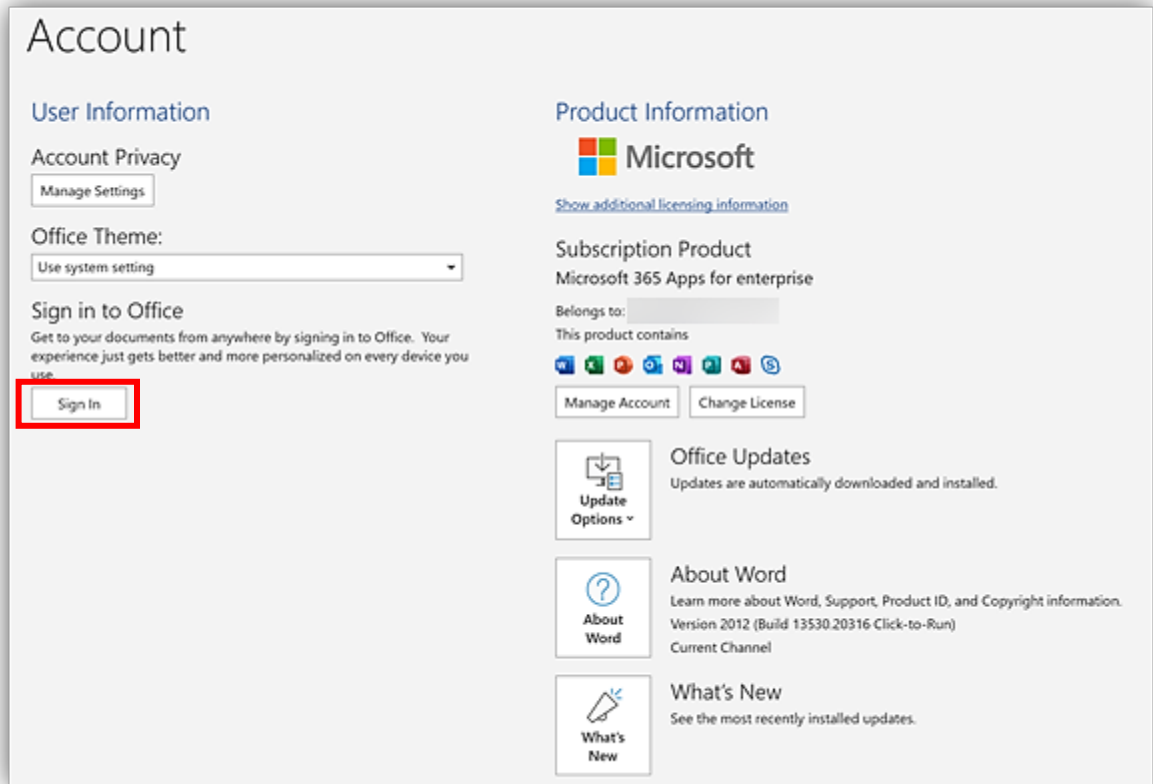 Account
User Information
Account Privacy
Manage Settings
Office Theme:
Use system setting
Sign in to Office
Get to your documents from anywhere by signing in to Office. Your
experience just gets better and more personalized on every device you
use.
Sign In
Product Information
Microsoft
Show additional licensing information
Subscription Product
Microsoft 365 Apps for enterprise
Belongs to:
This product contains
Manage Account
Change License
Update
Options
Office Updates
Updates are automatically downloaded and installed.
About
Word
About Word
Learn more about Word, Support, Product ID, and Copyright information.
Version 2012 (Build 13530.20316 Click-to-Run)
Current Channel
What's
New
What's New
See the most recently installed updates.